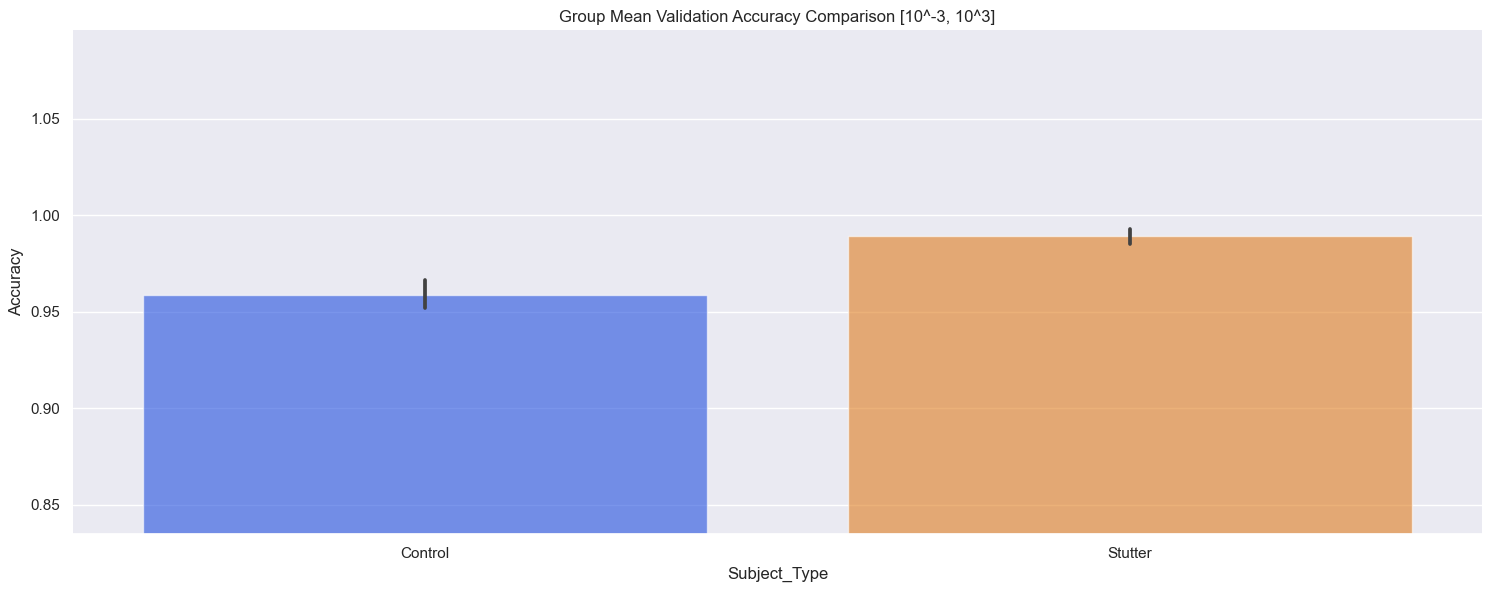 Group Mean Validation Accuracy Comparison [10^-3, 10^3]
1.05
1.00
0.95
0.90
0.85
Accuracy
Control
Stutter
Subject_Type